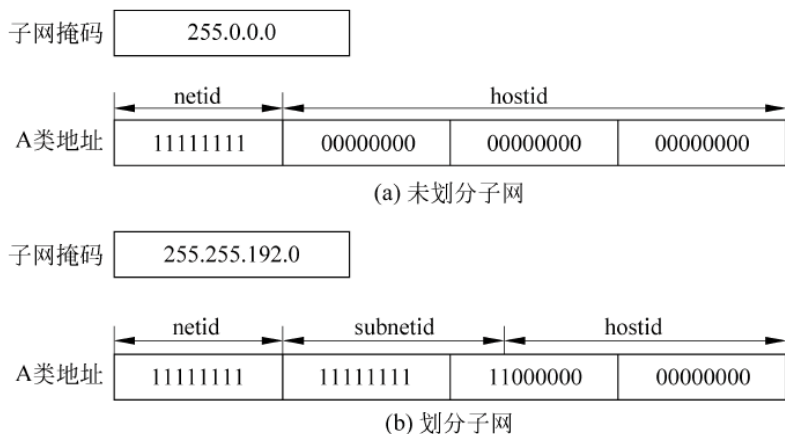 子网掩码 255.0.0.0
netid hostid
A类地址 11111111 00000000 00000000 00000000
(a) 未划分子网
子网掩码 255.255.192.0
netid subnetid hostid
A类地址 11111111 11111111 11000000 00000000
(b) 划分子网